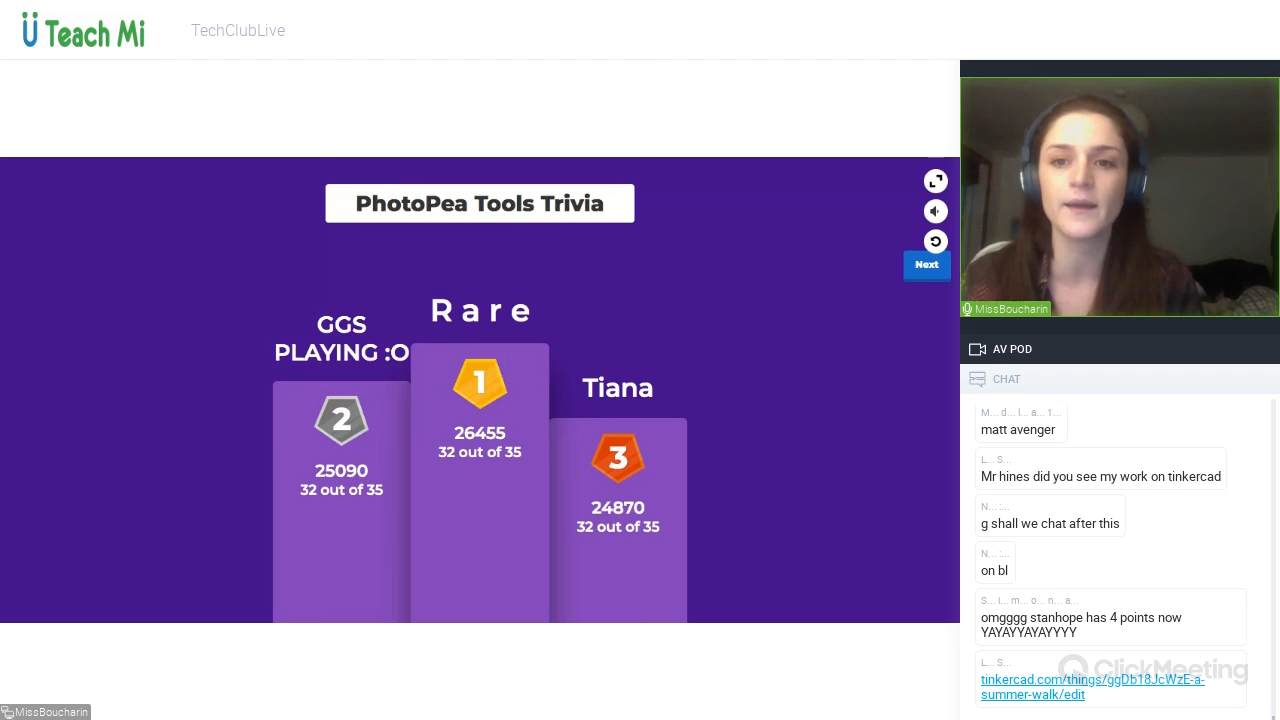 Ü Teach Mi
TechClubLive
PhotoPea Tools Trivia
Next
GGS
PLAYING :O
2
25090
32 out of 35
R a r e
1
26455
32 out of 35
Tiana
3
24870
32 out of 35
MissBoucharin
MissBoucharin
AV POD
CHAT
M... d... l... a... 1...
matt avenger
L... S...
Mr hines did you see my work on tinkercad
N... :...
g shall we chat after this
N... :...
on bl
S... i... m... o... n... a...
omgggg stanhope has 4 points now
YAYAYYAYAYYYY
L... S...
tinkercad.com/things/ggDb18JcWzE-a-
summer-walk/edit
ClickMeeting